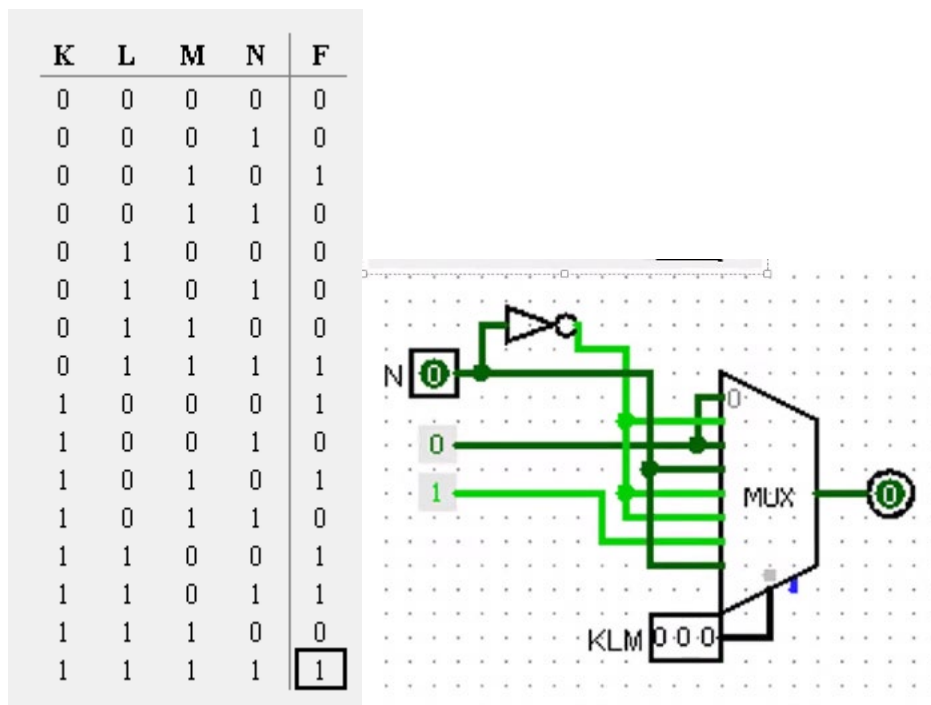 K L M N F
0 0 0 0 0
0 0 0 1 0
0 0 1 0 1
0 0 1 1 0
0 1 0 0 0
0 1 0 1 0
0 1 1 0 0
0 1 1 1 1
1 0 0 0 1
1 0 0 1 0
1 0 1 0 1
1 0 1 1 0
1 1 0 0 1
1 1 0 1 1
1 1 1 0 0
1 1 1 1 1
N 0
0
0
1
MUX
0
KLM 0 0 0